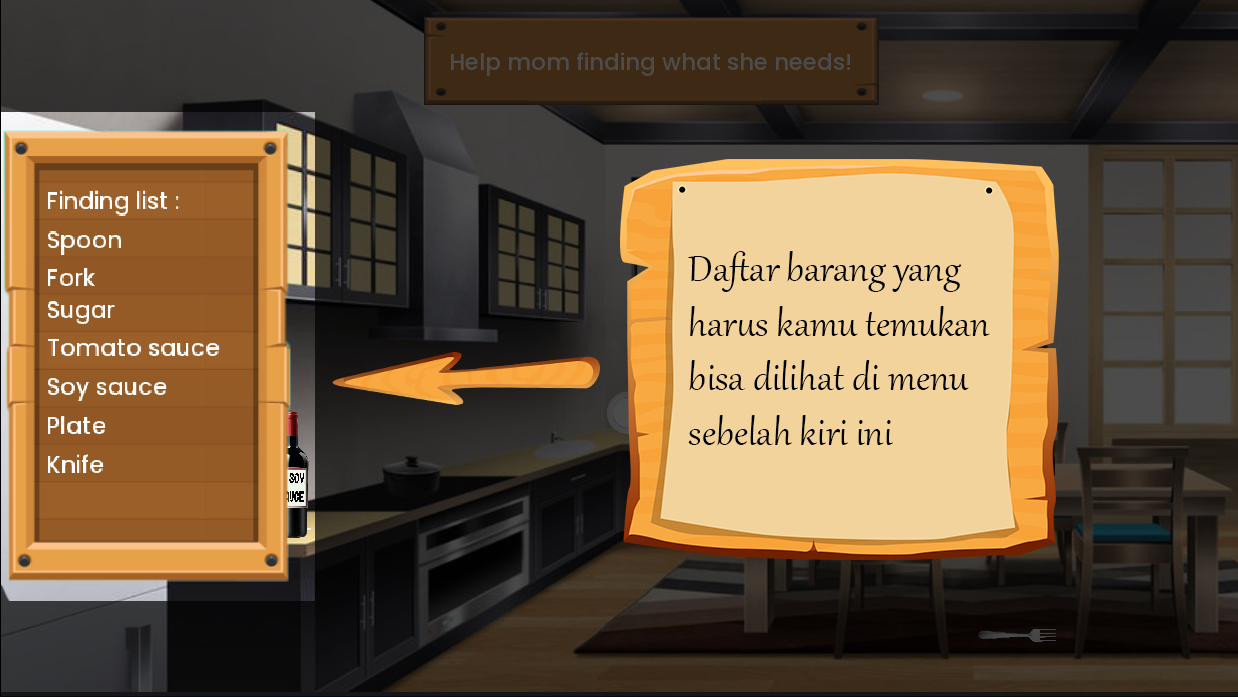 Help mom finding what she needs!
Finding list :
Spoon
Fork
Sugar
Tomato sauce
Soy sauce
Plate
Knife
Daftar barang yang
harus kamu temukan
bisa dilihat di menu
sebelah kiri ini
SOY